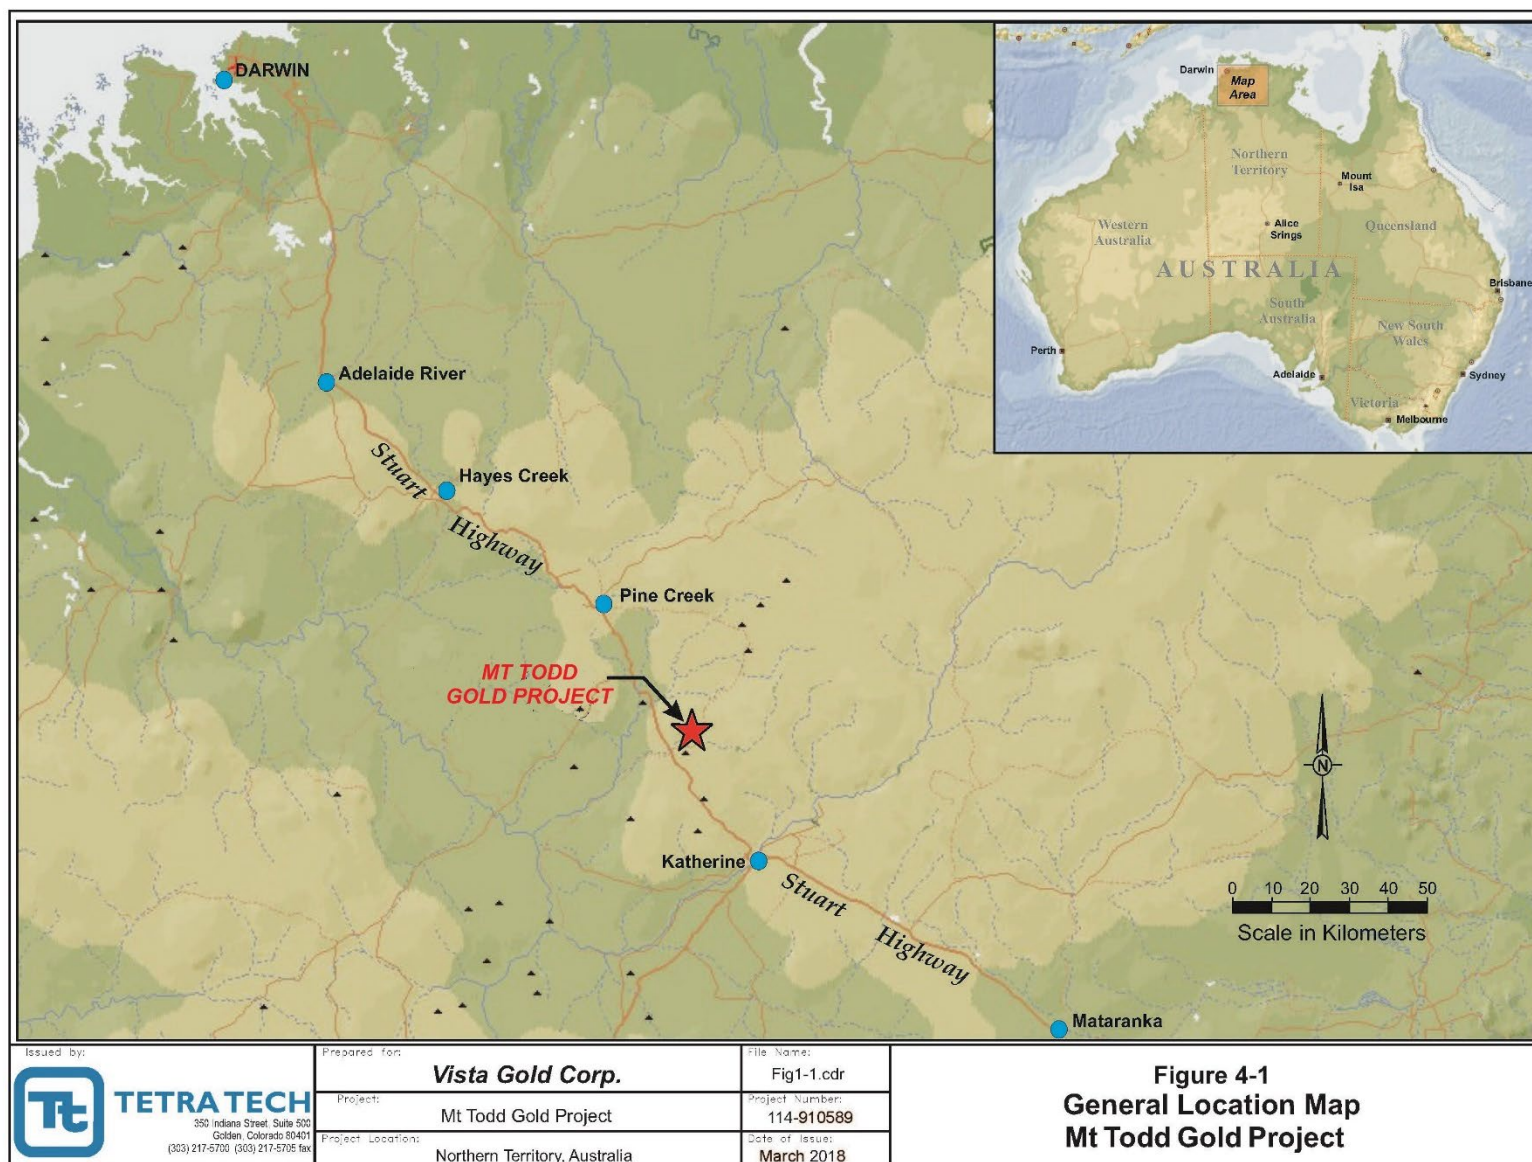 DARWIN
Adelaide River
Stuart
Hayes Creek
Highway
Pine Creek
MT TODD
GOLD PROJECT
Katherine
Stuart
Highway
Mataranka
Darwin
Map
Area
Northern
Territory
Mount
Isa
Western
Australia
Alice
Srings
Queensland
AUSTRALIA
Brisbane
South
Australia
New South
Wales
Perth
Adelaide
Sydney
Victoria
Melbourne
N
0 10 20 30 40 50
Scale in Kilometers
Issued by:
Tt
TETRA TECH
350 Indiana Street, Suite 500
Golden, Colorado 80401
(303) 217-5700 (303) 217-5705 fax
Prepared for:
Vista Gold Corp.
Project:
Mt Todd Gold Project
Project Location:
Northern Territory, Australia
File Name:
Fig1-1.cdr
Project Number:
114-910589
Date of Issue:
March 2018
Figure 4-1
General Location Map
Mt Todd Gold Project